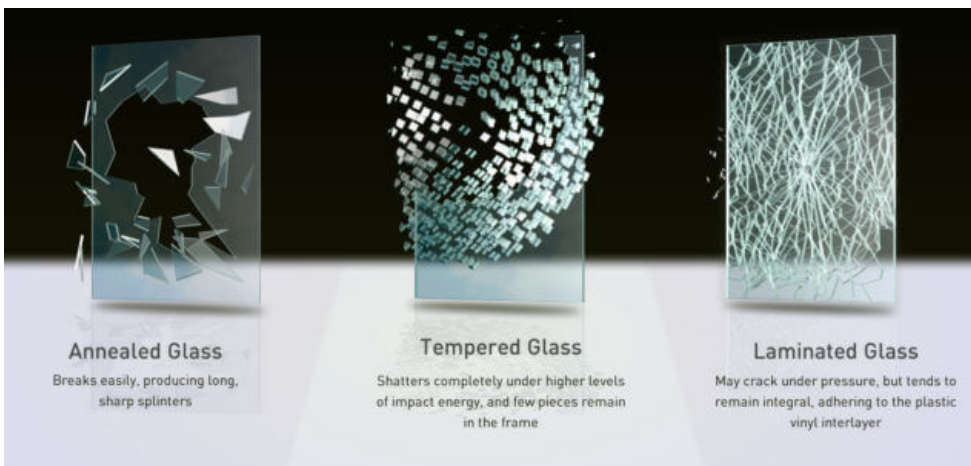 Annealed Glass
Breaks easily, producing long,
sharp splinters
Tempered Glass
Shatters completely under higher levels
of impact energy, and few pieces remain
in the frame
Laminated Glass
May crack under pressure, but tends to
remain integral, adhering to the plastic
vinyl interlayer